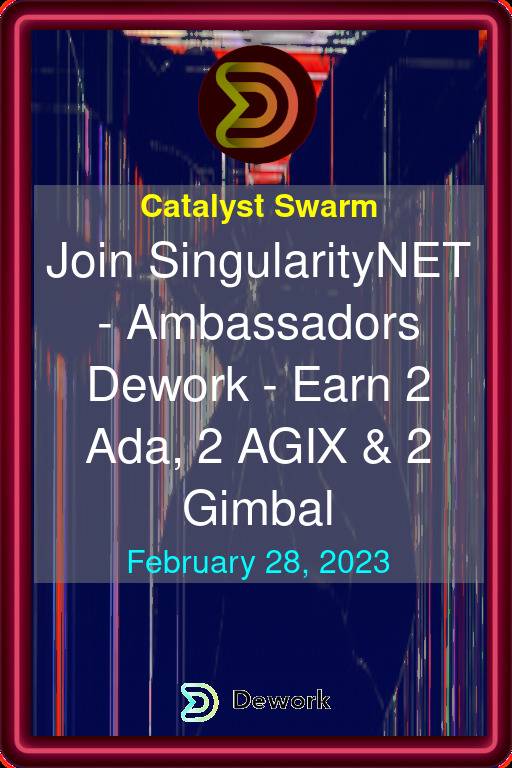 Catalyst Swarm
Join SingularityNET
- Ambassadors
Dework - Earn 2
Ada, 2 AGIX & 2
Gimbal
February 28, 2023
Dework